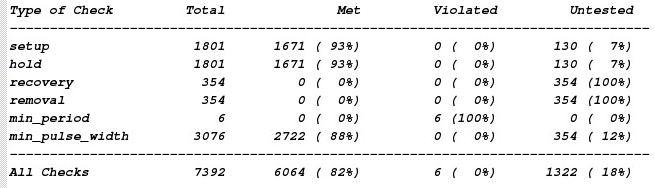 Type of Check         Total              Met         Violated         Untested
--------------------------------------------------------------------------------
setup                  1801      1671 ( 93%)      0 (   0%)       130 (  7%)
hold                   1801      1671 ( 93%)      0 (   0%)       130 (  7%)
recovery                354         0 (  0%)      0 (   0%)       354 (100%)
removal                 354         0 (  0%)      0 (   0%)       354 (100%)
min_period                6         0 (  0%)      6 (100%)          0 (  0%)
min_pulse_width        3076      2722 ( 88%)      0 (   0%)       354 ( 12%)
--------------------------------------------------------------------------------
All Checks             7392      6064 ( 82%)      6 (   0%)      1322 ( 18%)